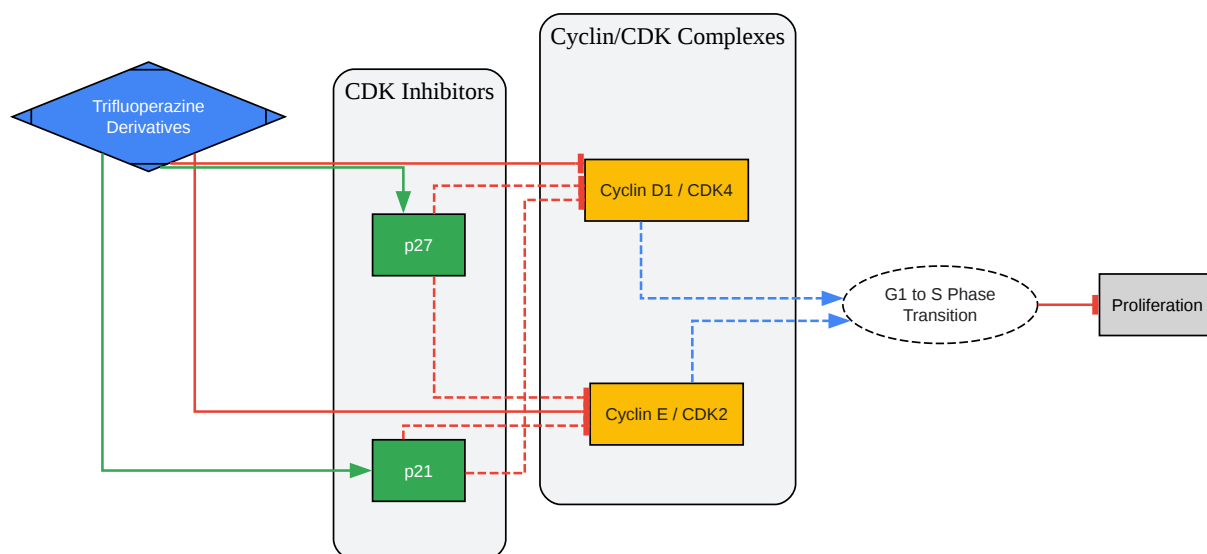 Cyclin/CDK Complexes
CDK Inhibitors
Trifluoperazine
Derivatives
Cyclin D1 / CDK4
p27
G1 to S Phase
Transition
Proliferation
Cyclin E / CDK2
p21